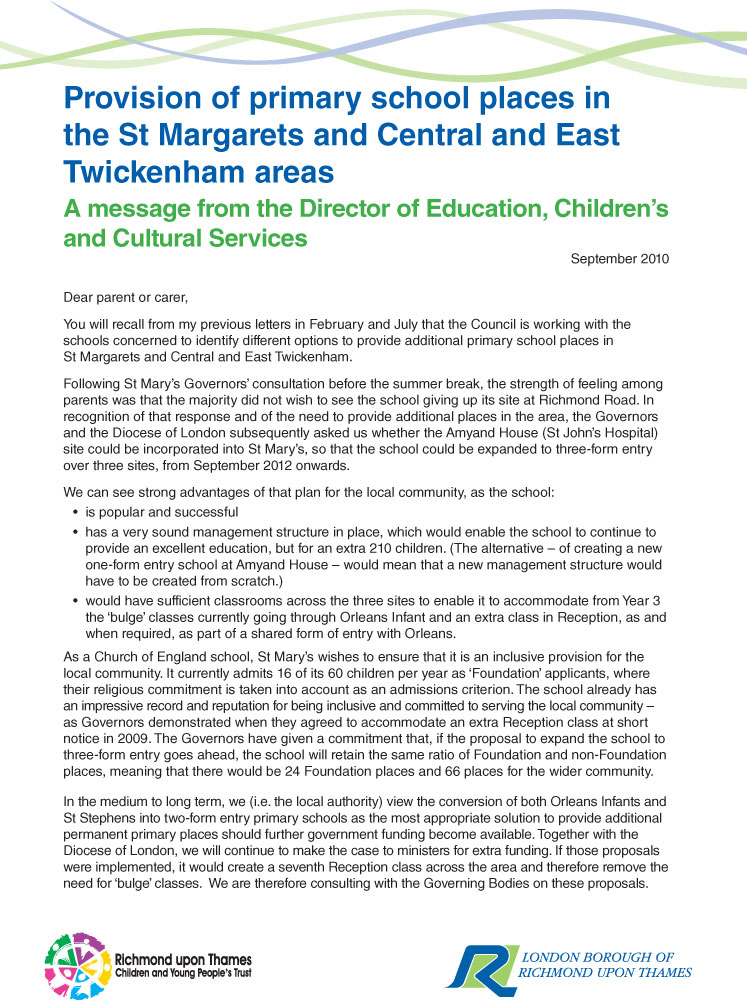 Provision of primary school places in
the St Margarets and Central and East
Twickenham areas
A message from the Director of Education, Children’s
and Cultural Services
September 2010
Dear parent or carer,
You will recall from my previous letters in February and July that the Council is working with the
schools concerned to identify different options to provide additional primary school places in
St Margarets and Central and East Twickenham.
Following St Mary’s Governors’ consultation before the summer break, the strength of feeling among
parents was that the majority did not wish to see the school giving up its site at Richmond Road. In
recognition of that response and of the need to provide additional places in the area, the Governors
and the Diocese of London subsequently asked us whether the Amyand House (St John’s Hospital)
site could be incorporated into St Mary’s, so that the school could be expanded to three-form entry
over three sites, from September 2012 onwards.
We can see strong advantages of that plan for the local community, as the school:
• is popular and successful
• has a very sound management structure in place, which would enable the school to continue to
provide an excellent education, but for an extra 210 children. (The alternative – of creating a new
one-form entry school at Amyand House – would mean that a new management structure would
have to be created from scratch.)
• would have sufficient classrooms across the three sites to enable it to accommodate from Year 3
the ‘bulge’ classes currently going through Orleans Infant and an extra class in Reception, as and
when required, as part of a shared form of entry with Orleans.
As a Church of England school, St Mary’s wishes to ensure that it is an inclusive provision for the
local community. It currently admits 16 of its 60 children per year as ‘Foundation’ applicants, where
their religious commitment is taken into account as an admissions criterion. The school already has
an impressive record and reputation for being inclusive and committed to serving the local community –
as Governors demonstrated when they agreed to accommodate an extra Reception class at short
notice in 2009. The Governors have given a commitment that, if the proposal to expand the school to
three-form entry goes ahead, the school will retain the same ratio of Foundation and non-Foundation
places, meaning that there would be 24 Foundation places and 66 places for the wider community.
In the medium to long term, we (i.e. the local authority) view the conversion of both Orleans Infants and
St Stephens into two-form entry primary schools as the most appropriate solution to provide additional
permanent primary places should further government funding become available. Together with the
Diocese of London, we will continue to make the case to ministers for extra funding. If those proposals
were implemented, it would create a seventh Reception class across the area and therefore remove the
need for ‘bulge’ classes.  We are therefore consulting with the Governing Bodies on these proposals.
Richmond upon Thames
Children and Young People's Trust
LONDON BOROUGH OF
RICHMOND UPON THAMES